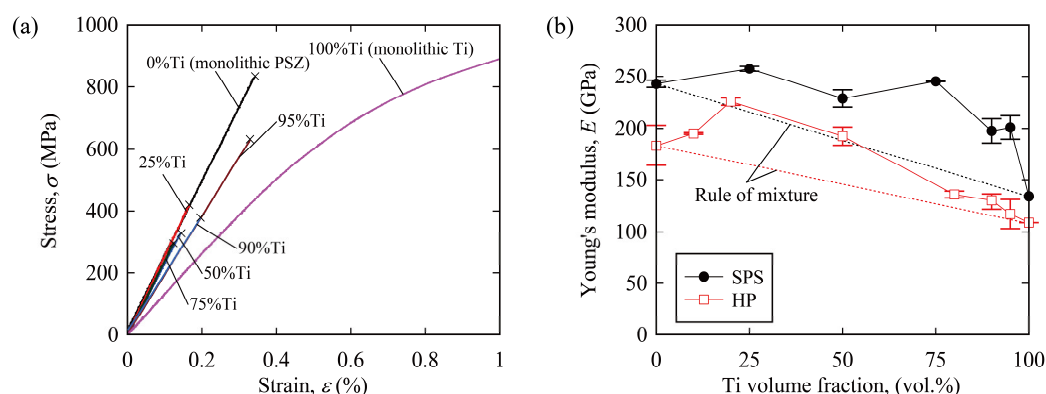 (a)
1000
800
600
400
200
0
Stress, σ (MPa)
0
0.2
0.4
0.6
0.8
1
Strain, ε (%)
100%Ti (monolithic Ti)
0%Ti (monolithic PSZ)
95%Ti
25%Ti
90%Ti
50%Ti
75%Ti
(b)
300
250
200
150
100
50
0
Young's modulus, E (GPa)
0
25
50
75
100
Ti volume fraction, (vol.%)
Rule of mixture
SPS
HP